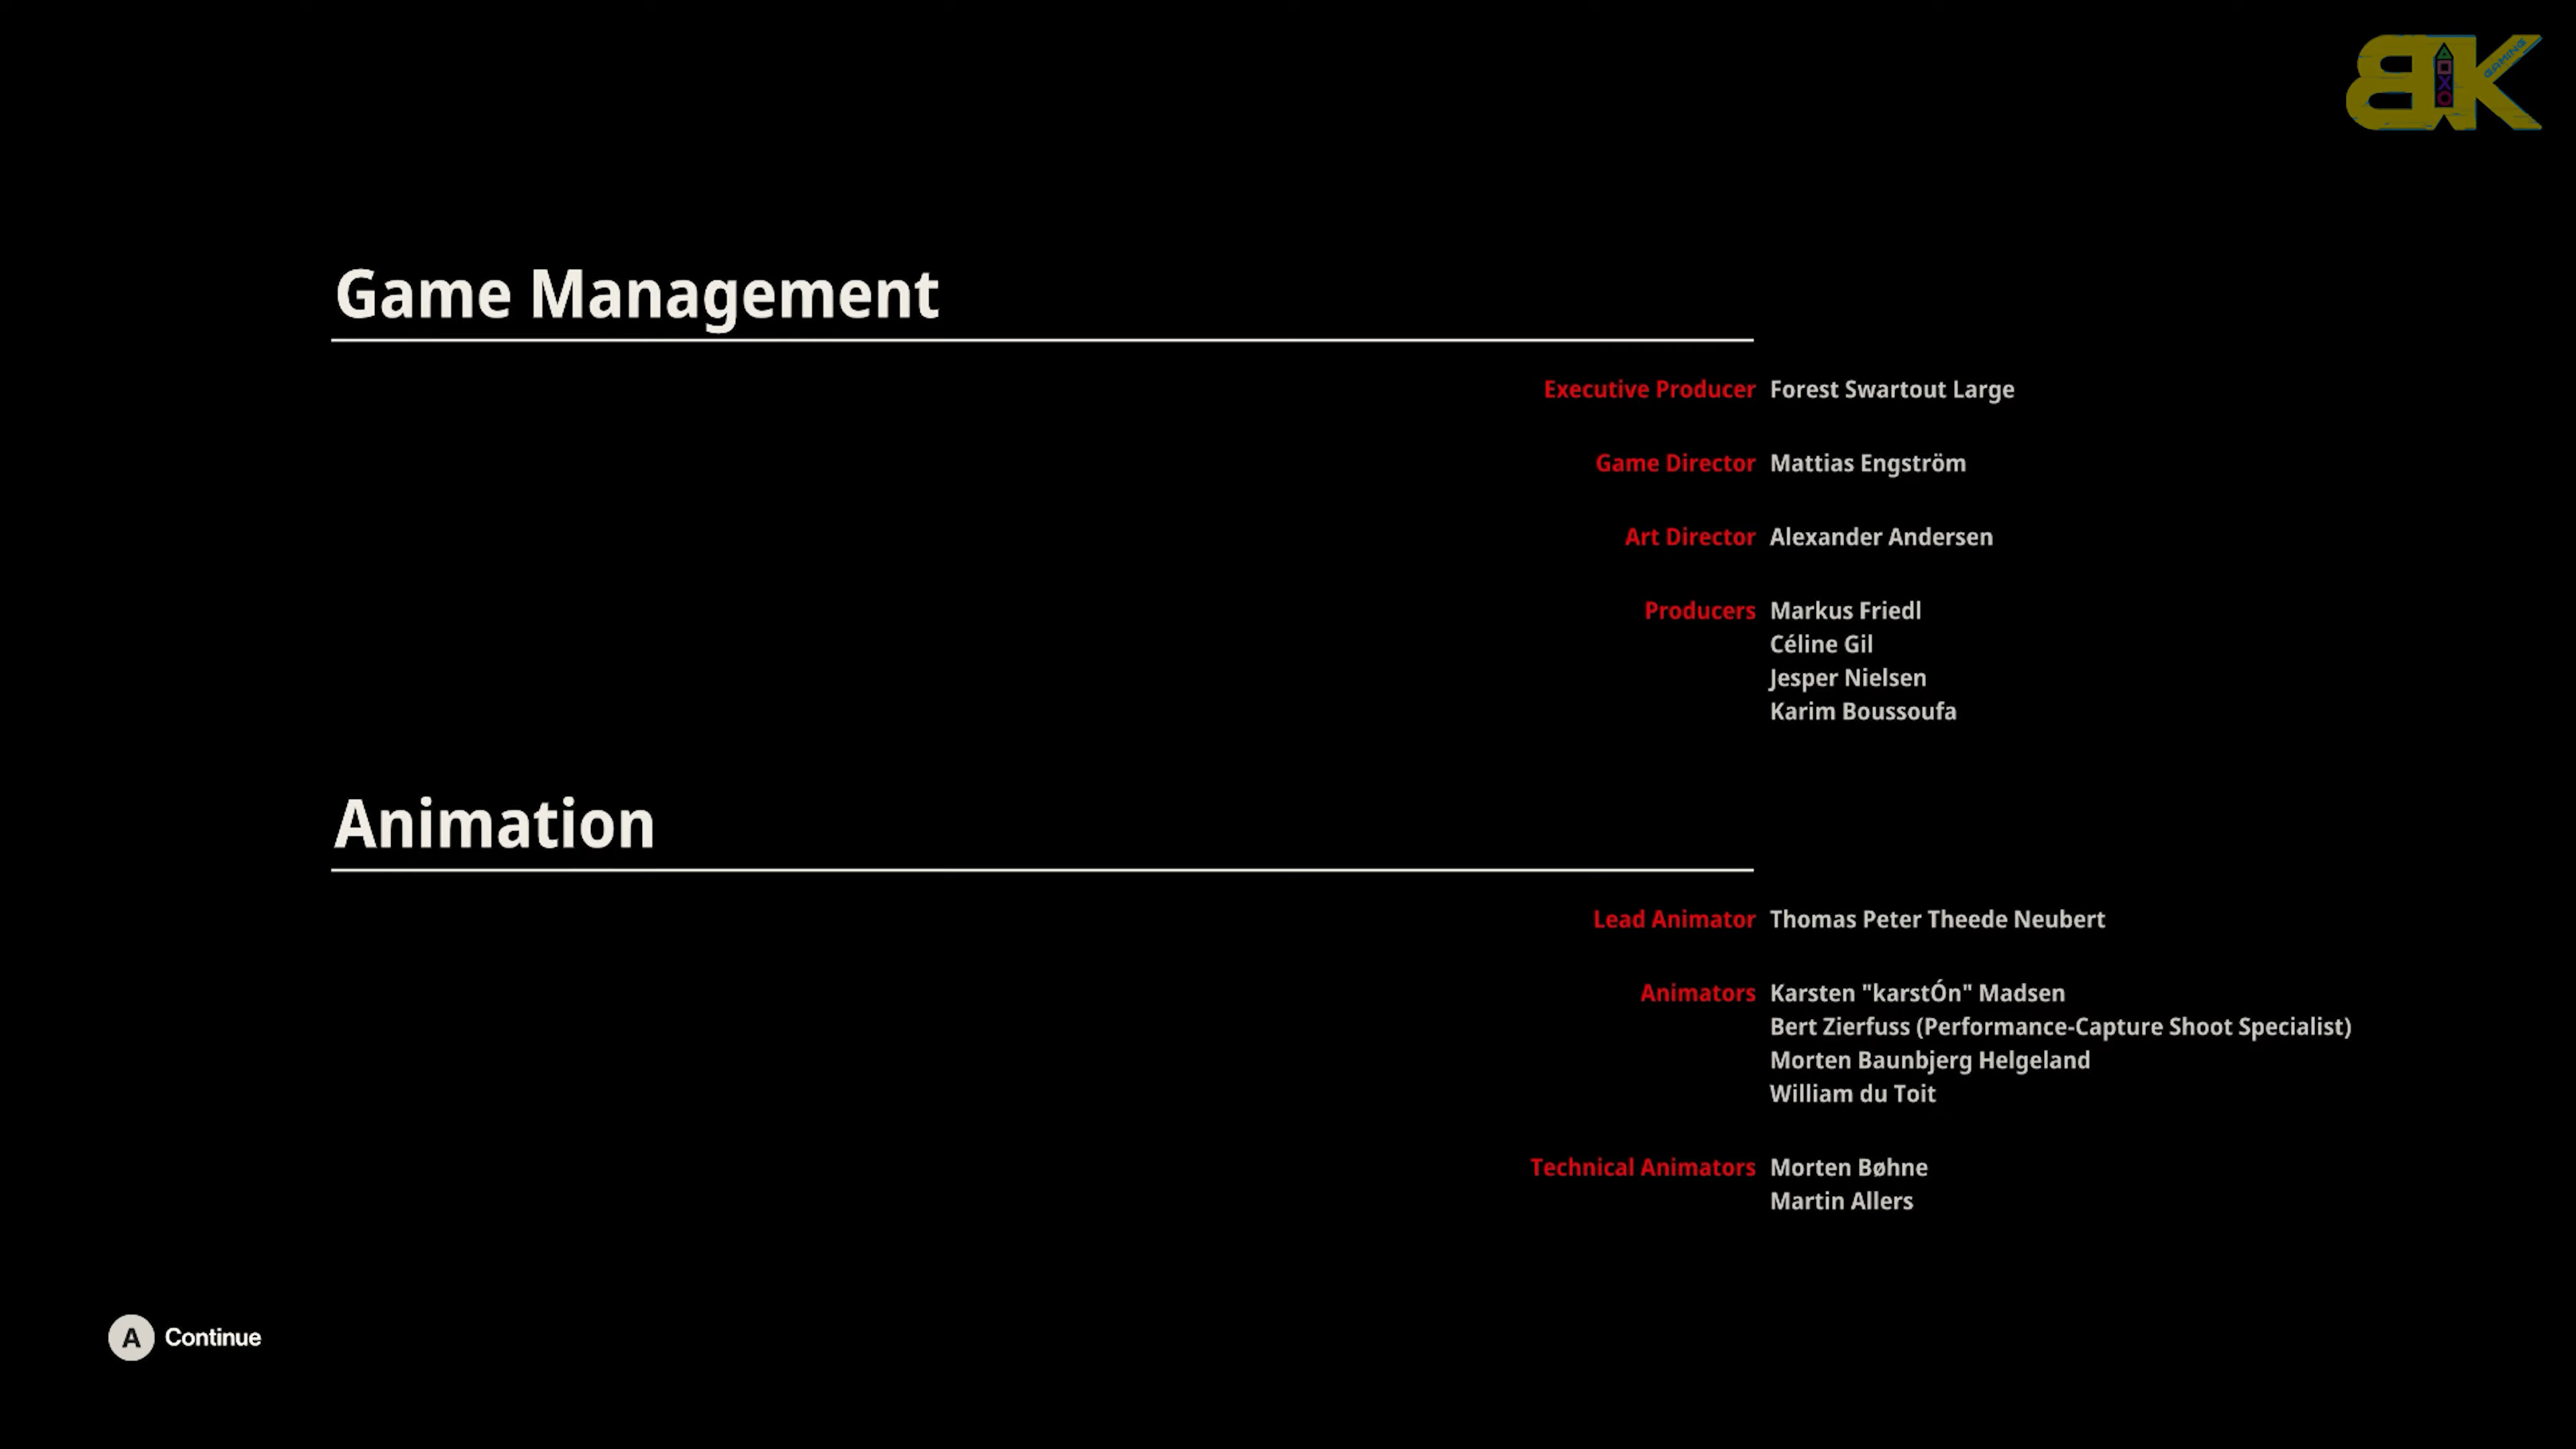 BK GAMING
Game Management
Executive Producer Forest Swartout Large
Game Director Mattias Engström
Art Director Alexander Andersen
Producers Markus Friedl
Céline Gil
Jesper Nielsen
Karim Boussoufa
Animation
Lead Animator Thomas Peter Theede Neubert
Animators Karsten "karstÓn" Madsen
Bert Zierfuss (Performance-Capture Shoot Specialist)
Morten Baunbjerg Helgeland
William du Toit
Technical Animators Morten Bøhne
Martin Allers
A Continue